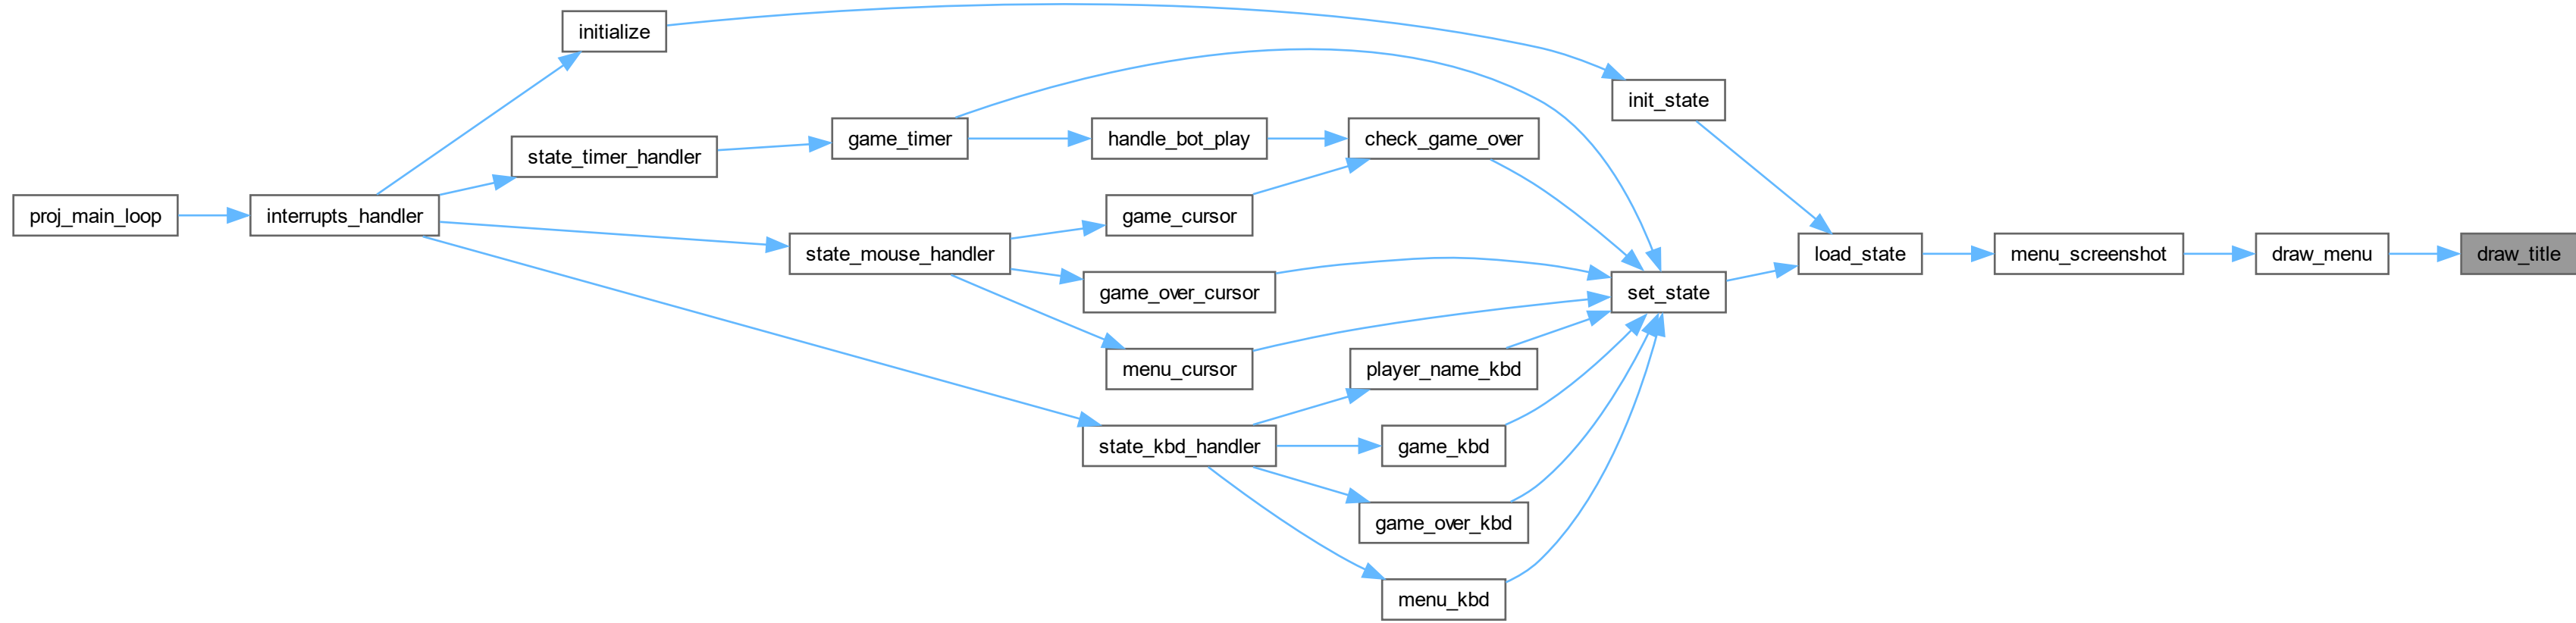 initialize
init_state
game_timer
handle_bot_play
check_game_over
state_timer_handler
proj_main_loop
interrupts_handler
game_cursor
state_mouse_handler
load_state
menu_screenshot
draw_menu
draw_title
game_over_cursor
set_state
menu_cursor
player_name_kbd
state_kbd_handler
game_kbd
game_over_kbd
menu_kbd